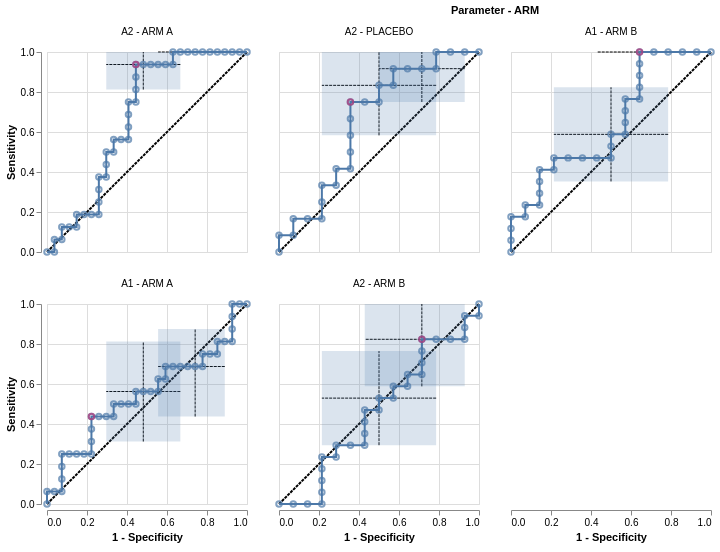 Parameter - ARM
A2 - ARM A
A2 - PLACEBO
A1 - ARM B
1.0
0.8
0.6
0.4
0.2
0.0
Sensitivity
A1 - ARM A
A2 - ARM B
1.0
0.8
0.6
0.4
0.2
0.0
Sensitivity
0.0 0.2 0.4 0.6 0.8 1.0
0.0 0.2 0.4 0.6 0.8 1.0
0.0 0.2 0.4 0.6 0.8 1.0
1 - Specificity
1 - Specificity
1 - Specificity